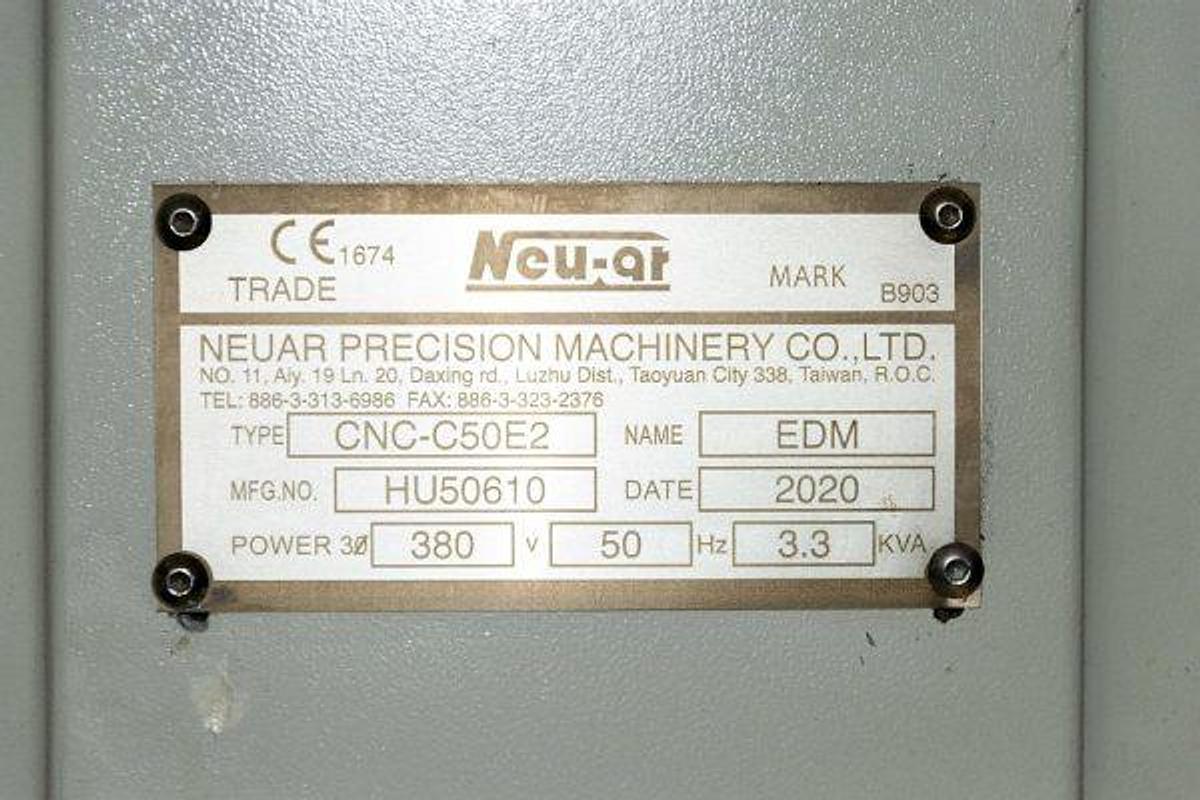 CE 1674
Neu-ar
TRADE MARK B903
NEUAR PRECISION MACHINERY CO.,LTD.
NO. 11, Aly. 19 Ln. 20, Daxing rd., Luzhu Dist., Taoyuan City 338, Taiwan, R.O.C.
TEL: 886-3-313-6986 FAX: 886-3-323-2376
TYPE CNC-C50E2 NAME EDM
MFG.NO. HU50610 DATE 2020
POWER 3Ø 380 V 50 Hz 3.3 KVA